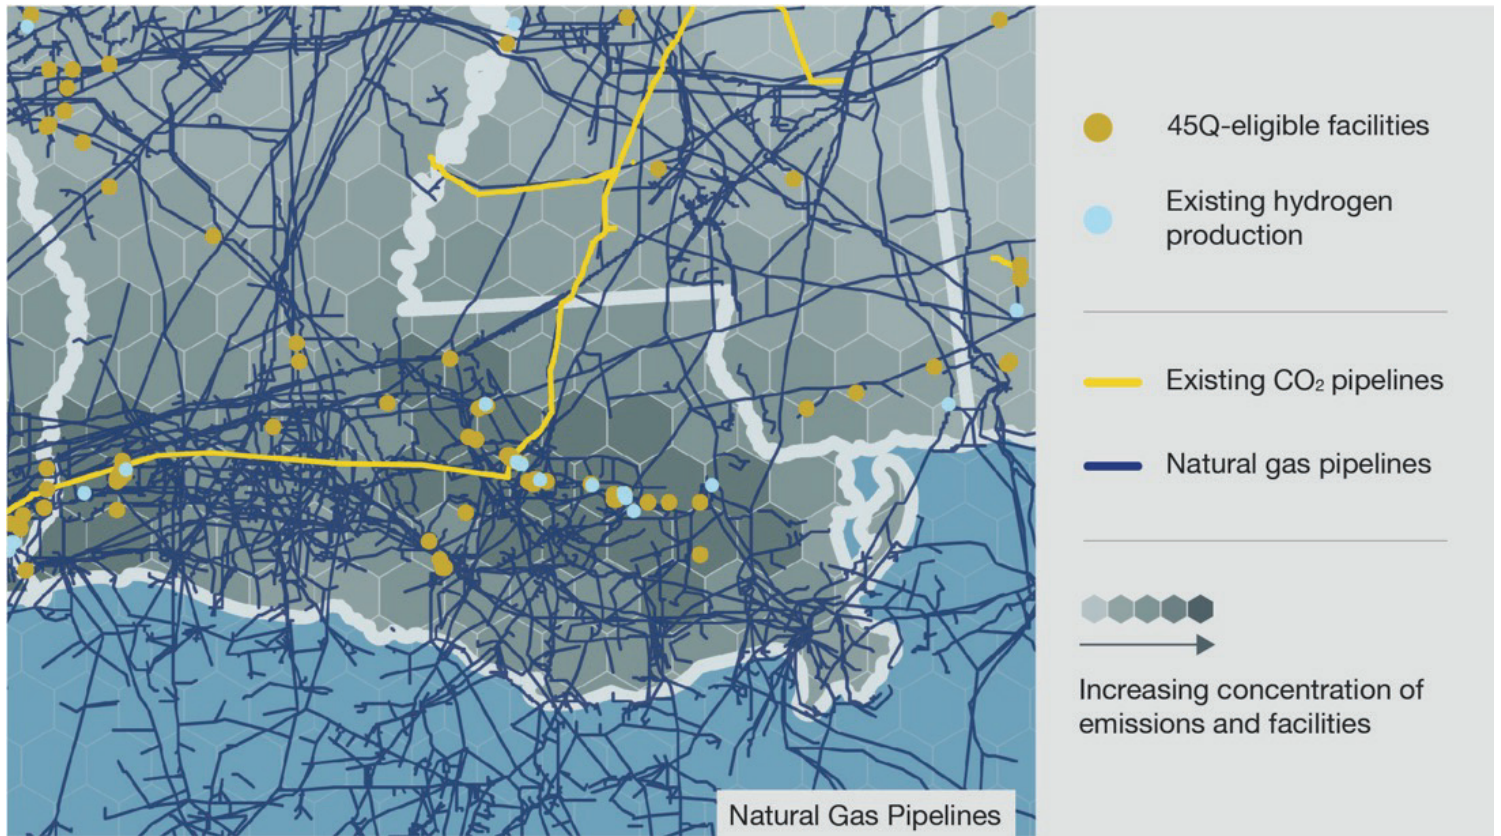 45Q-eligible facilities
Existing hydrogen
production
Existing CO₂ pipelines
Natural gas pipelines
Increasing concentration of
emissions and facilities
Natural Gas Pipelines